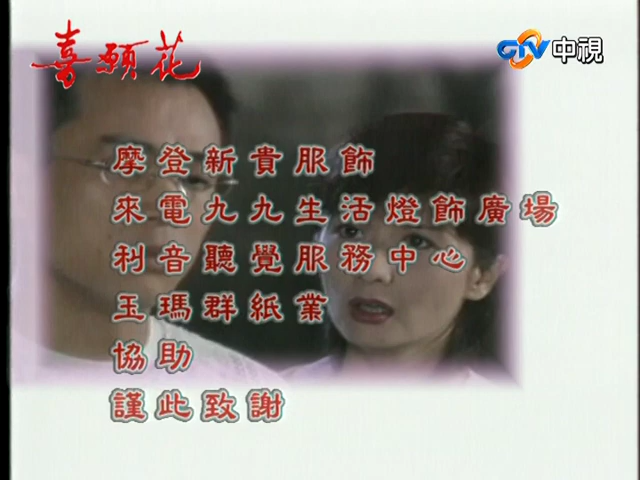 喜願花
CTV中視
摩登新貴服飾
來電九九生活燈飾廣場
利音聽覺服務中心
玉瑪群紙業
協助
謹此致謝